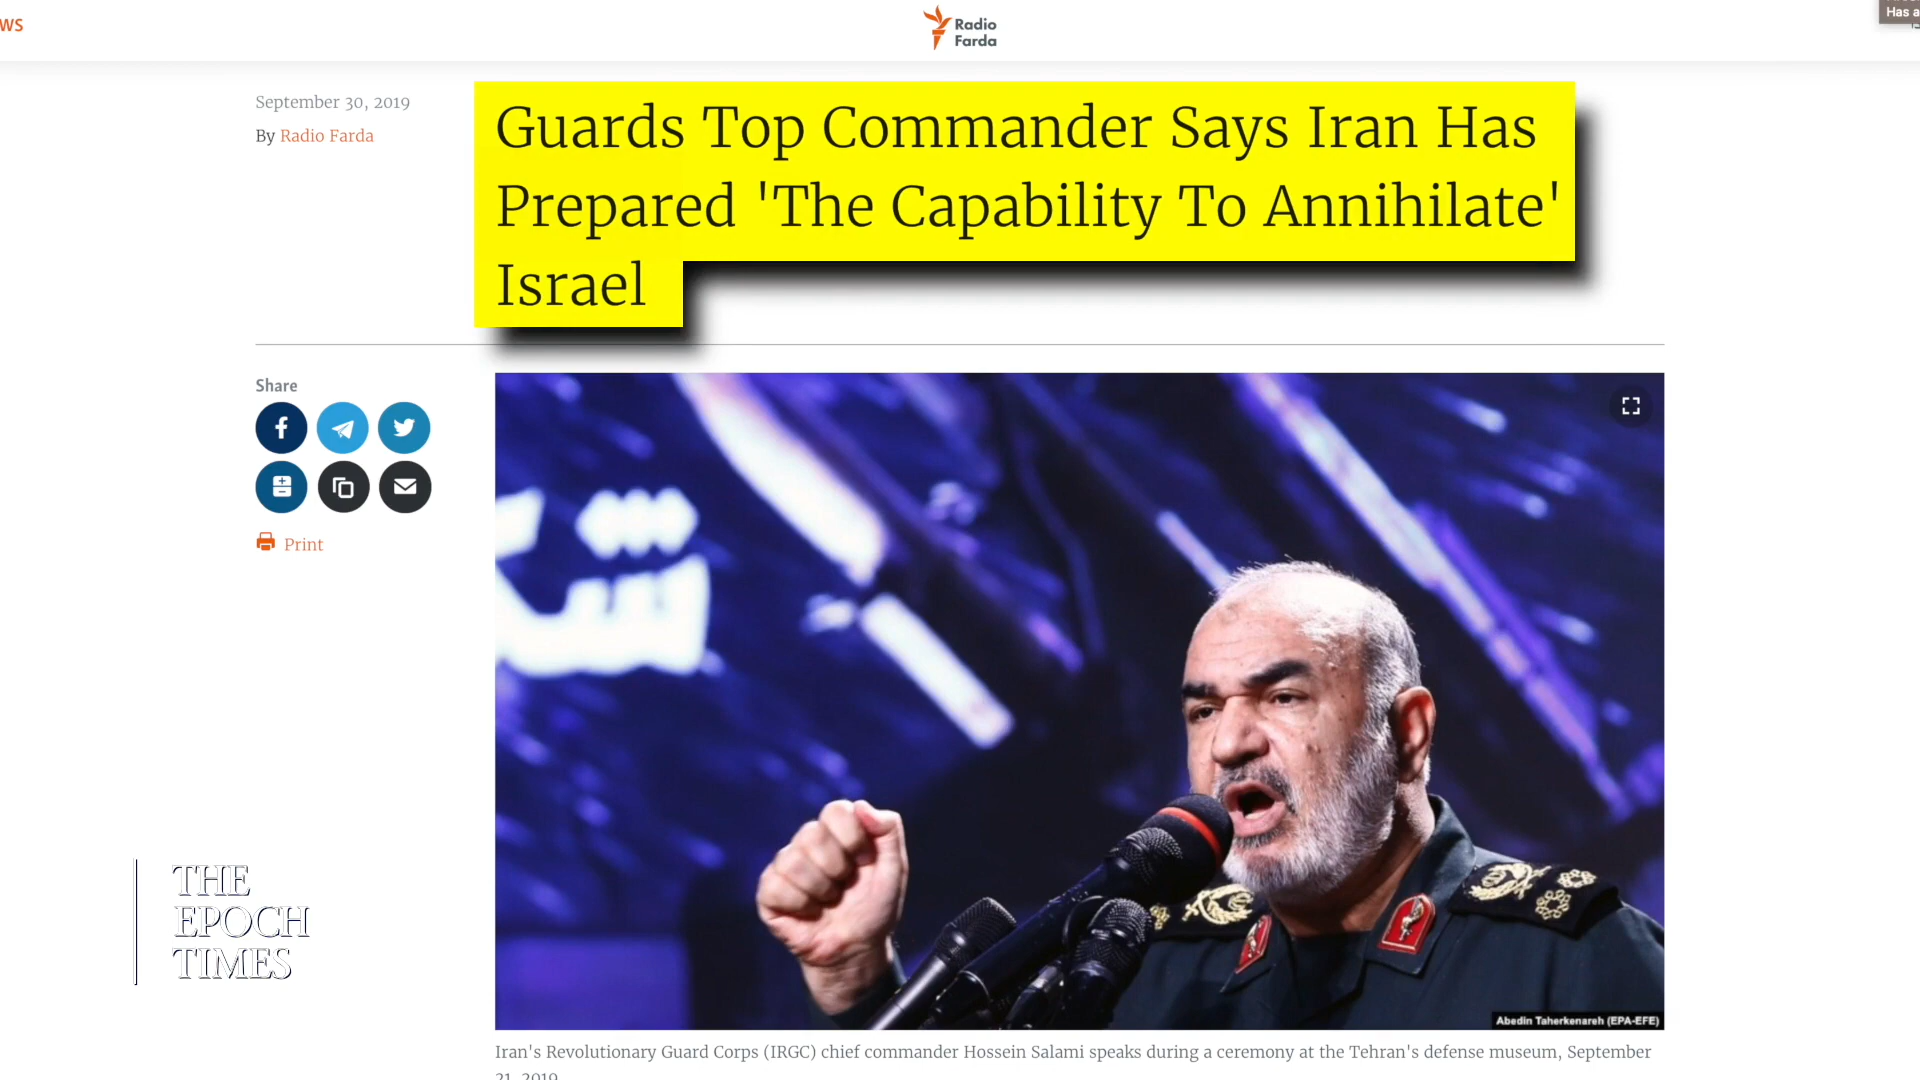 WS
Radio
Farda
Has a
September 30, 2019
By Radio Farda
Guards Top Commander Says Iran Has
Prepared 'The Capability To Annihilate'
Israel
Share
Print
THE
EPOCH
TIMES
Abedin Taherkenareh (EPA-EFE)
Iran's Revolutionary Guard Corps (IRGC) chief commander Hossein Salami speaks during a ceremony at the Tehran's defense museum, September
21, 2019